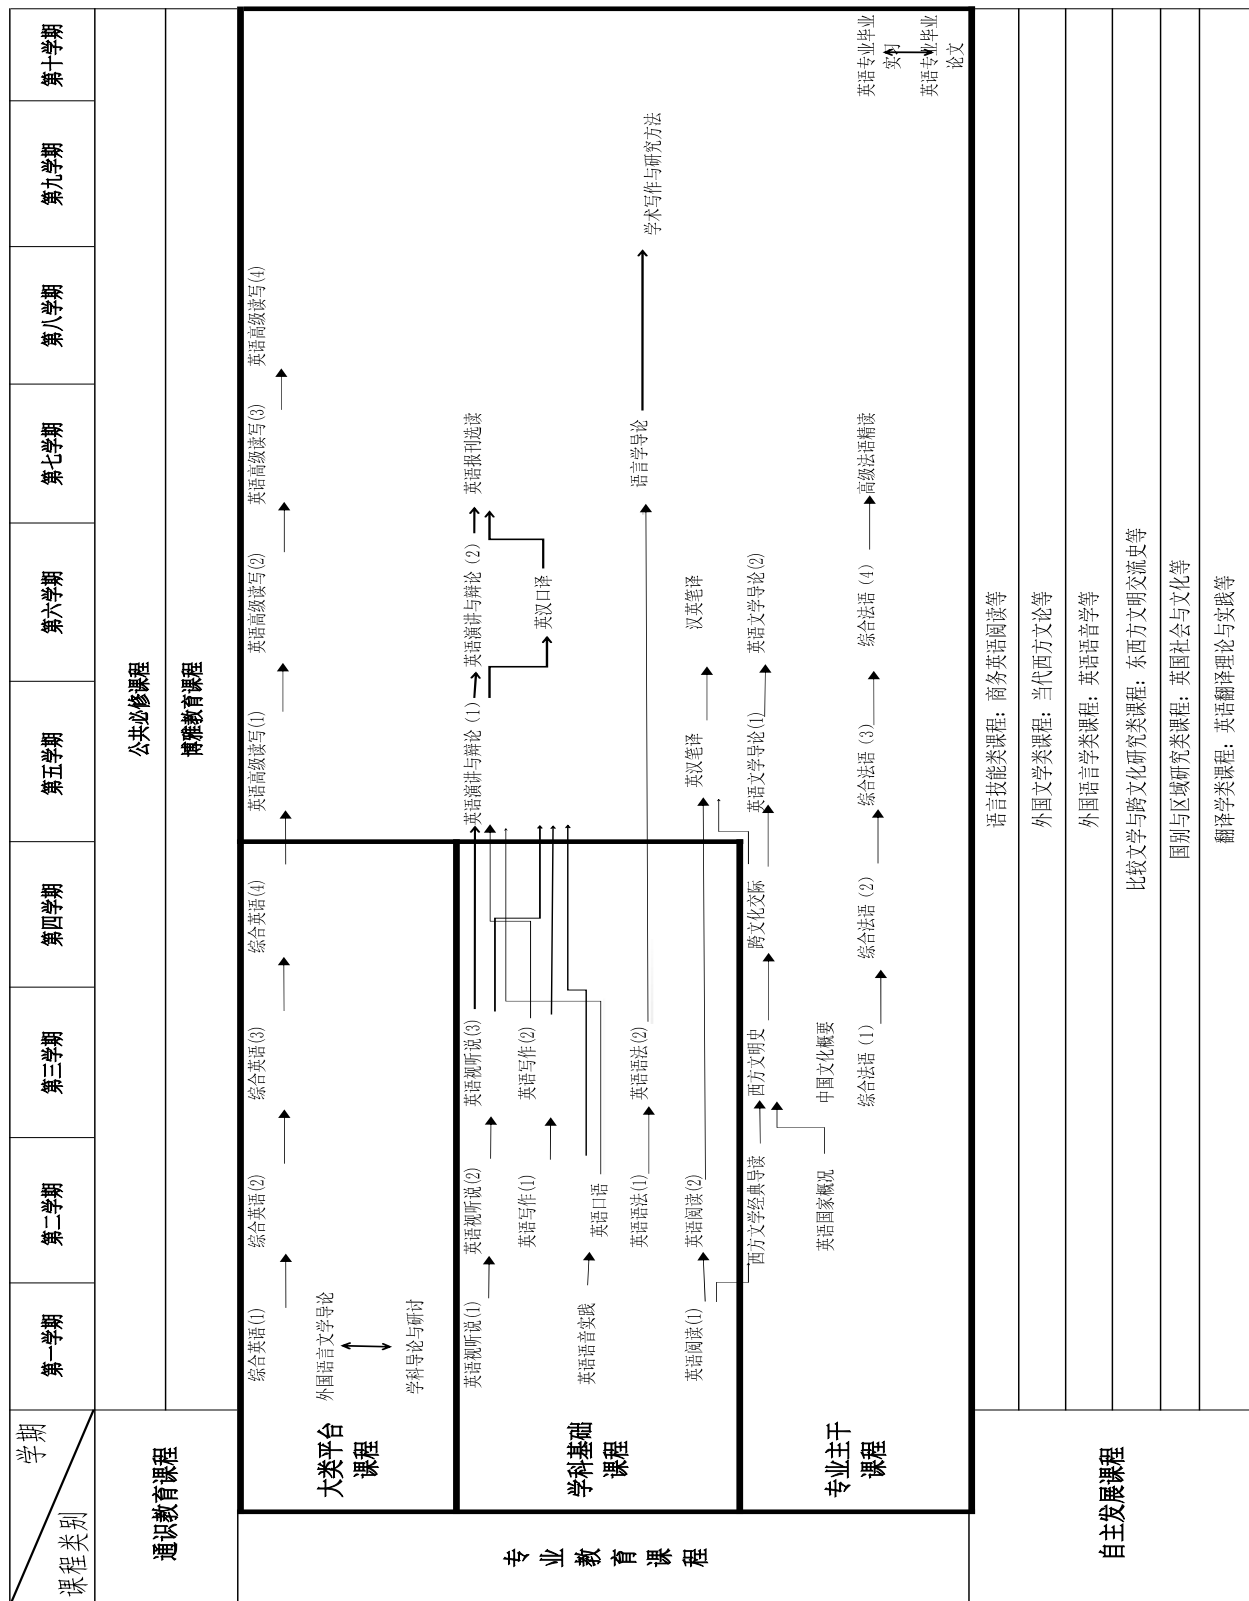 课程类别
学期
第一学期
第二学期
第三学期
第四学期
第五学期
第六学期
第七学期
第八学期
第九学期
第十学期
通识教育课程
公共必修课程
博雅教育课程
专业教育课程
大类平台
课程
综合英语(1)
综合英语(2)
综合英语(3)
综合英语(4)
英语高级读写(1)
英语高级读写(2)
英语高级读写(3)
英语高级读写(4)
外国语言文学导论
学科导论与研讨
学科基础
课程
英语视听说(1)
英语视听说(2)
英语视听说(3)
英语演讲与辩论（1）
英语演讲与辩论（2）
英语报刊选读
英语写作(1)
英语写作(2)
英汉口译
英语语音实践
英语口语
英语语法(1)
英语语法(2)
语言学导论
学术写作与研究方法
英语阅读(1)
英语阅读(2)
英汉笔译
汉英笔译
专业主干
课程
西方文学经典导读
西方文明史
跨文化交际
英语文学导论(1)
英语文学导论(2)
英语国家概况
中国文化概要
综合法语（1）
综合法语（2）
综合法语（3）
综合法语（4）
高级法语精读
英语专业毕业
实习
英语专业毕业
论文
自主发展课程
语言技能类课程：商务英语阅读等
外国文学类课程：当代西方文论等
外国语言学类课程：英语语音学等
比较文学与跨文化研究类课程：东西方文明交流史等
国别与区域研究类课程：英国社会与文化等
翻译学类课程：英语翻译理论与实践等